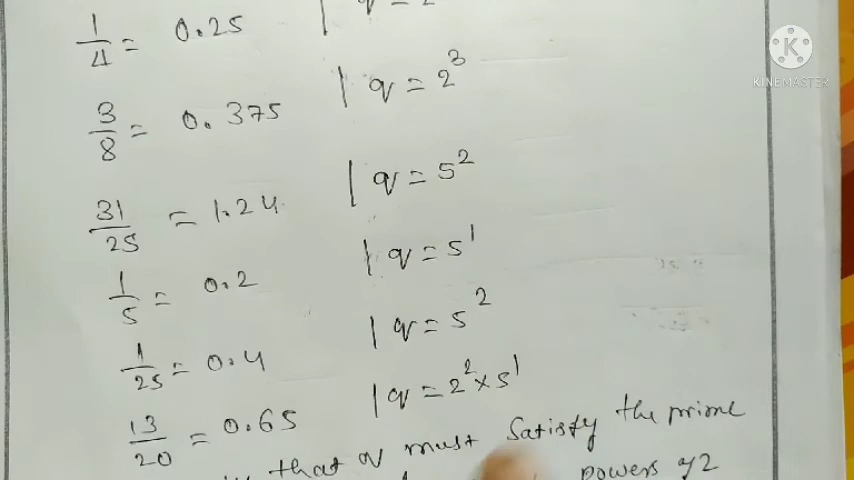 1/4 = 0.25 | q = 2
3/8 = 0.375 | q = 2^3
31/25 = 1.24 | q = 5^2
1/5 = 0.2 | q = 5^1
1/25 = 0.4 | q = 5^2
13/20 = 0.65 | q = 2^2 x 5^1
that q must satisfy the prime
powers of 2
KINEMASTER